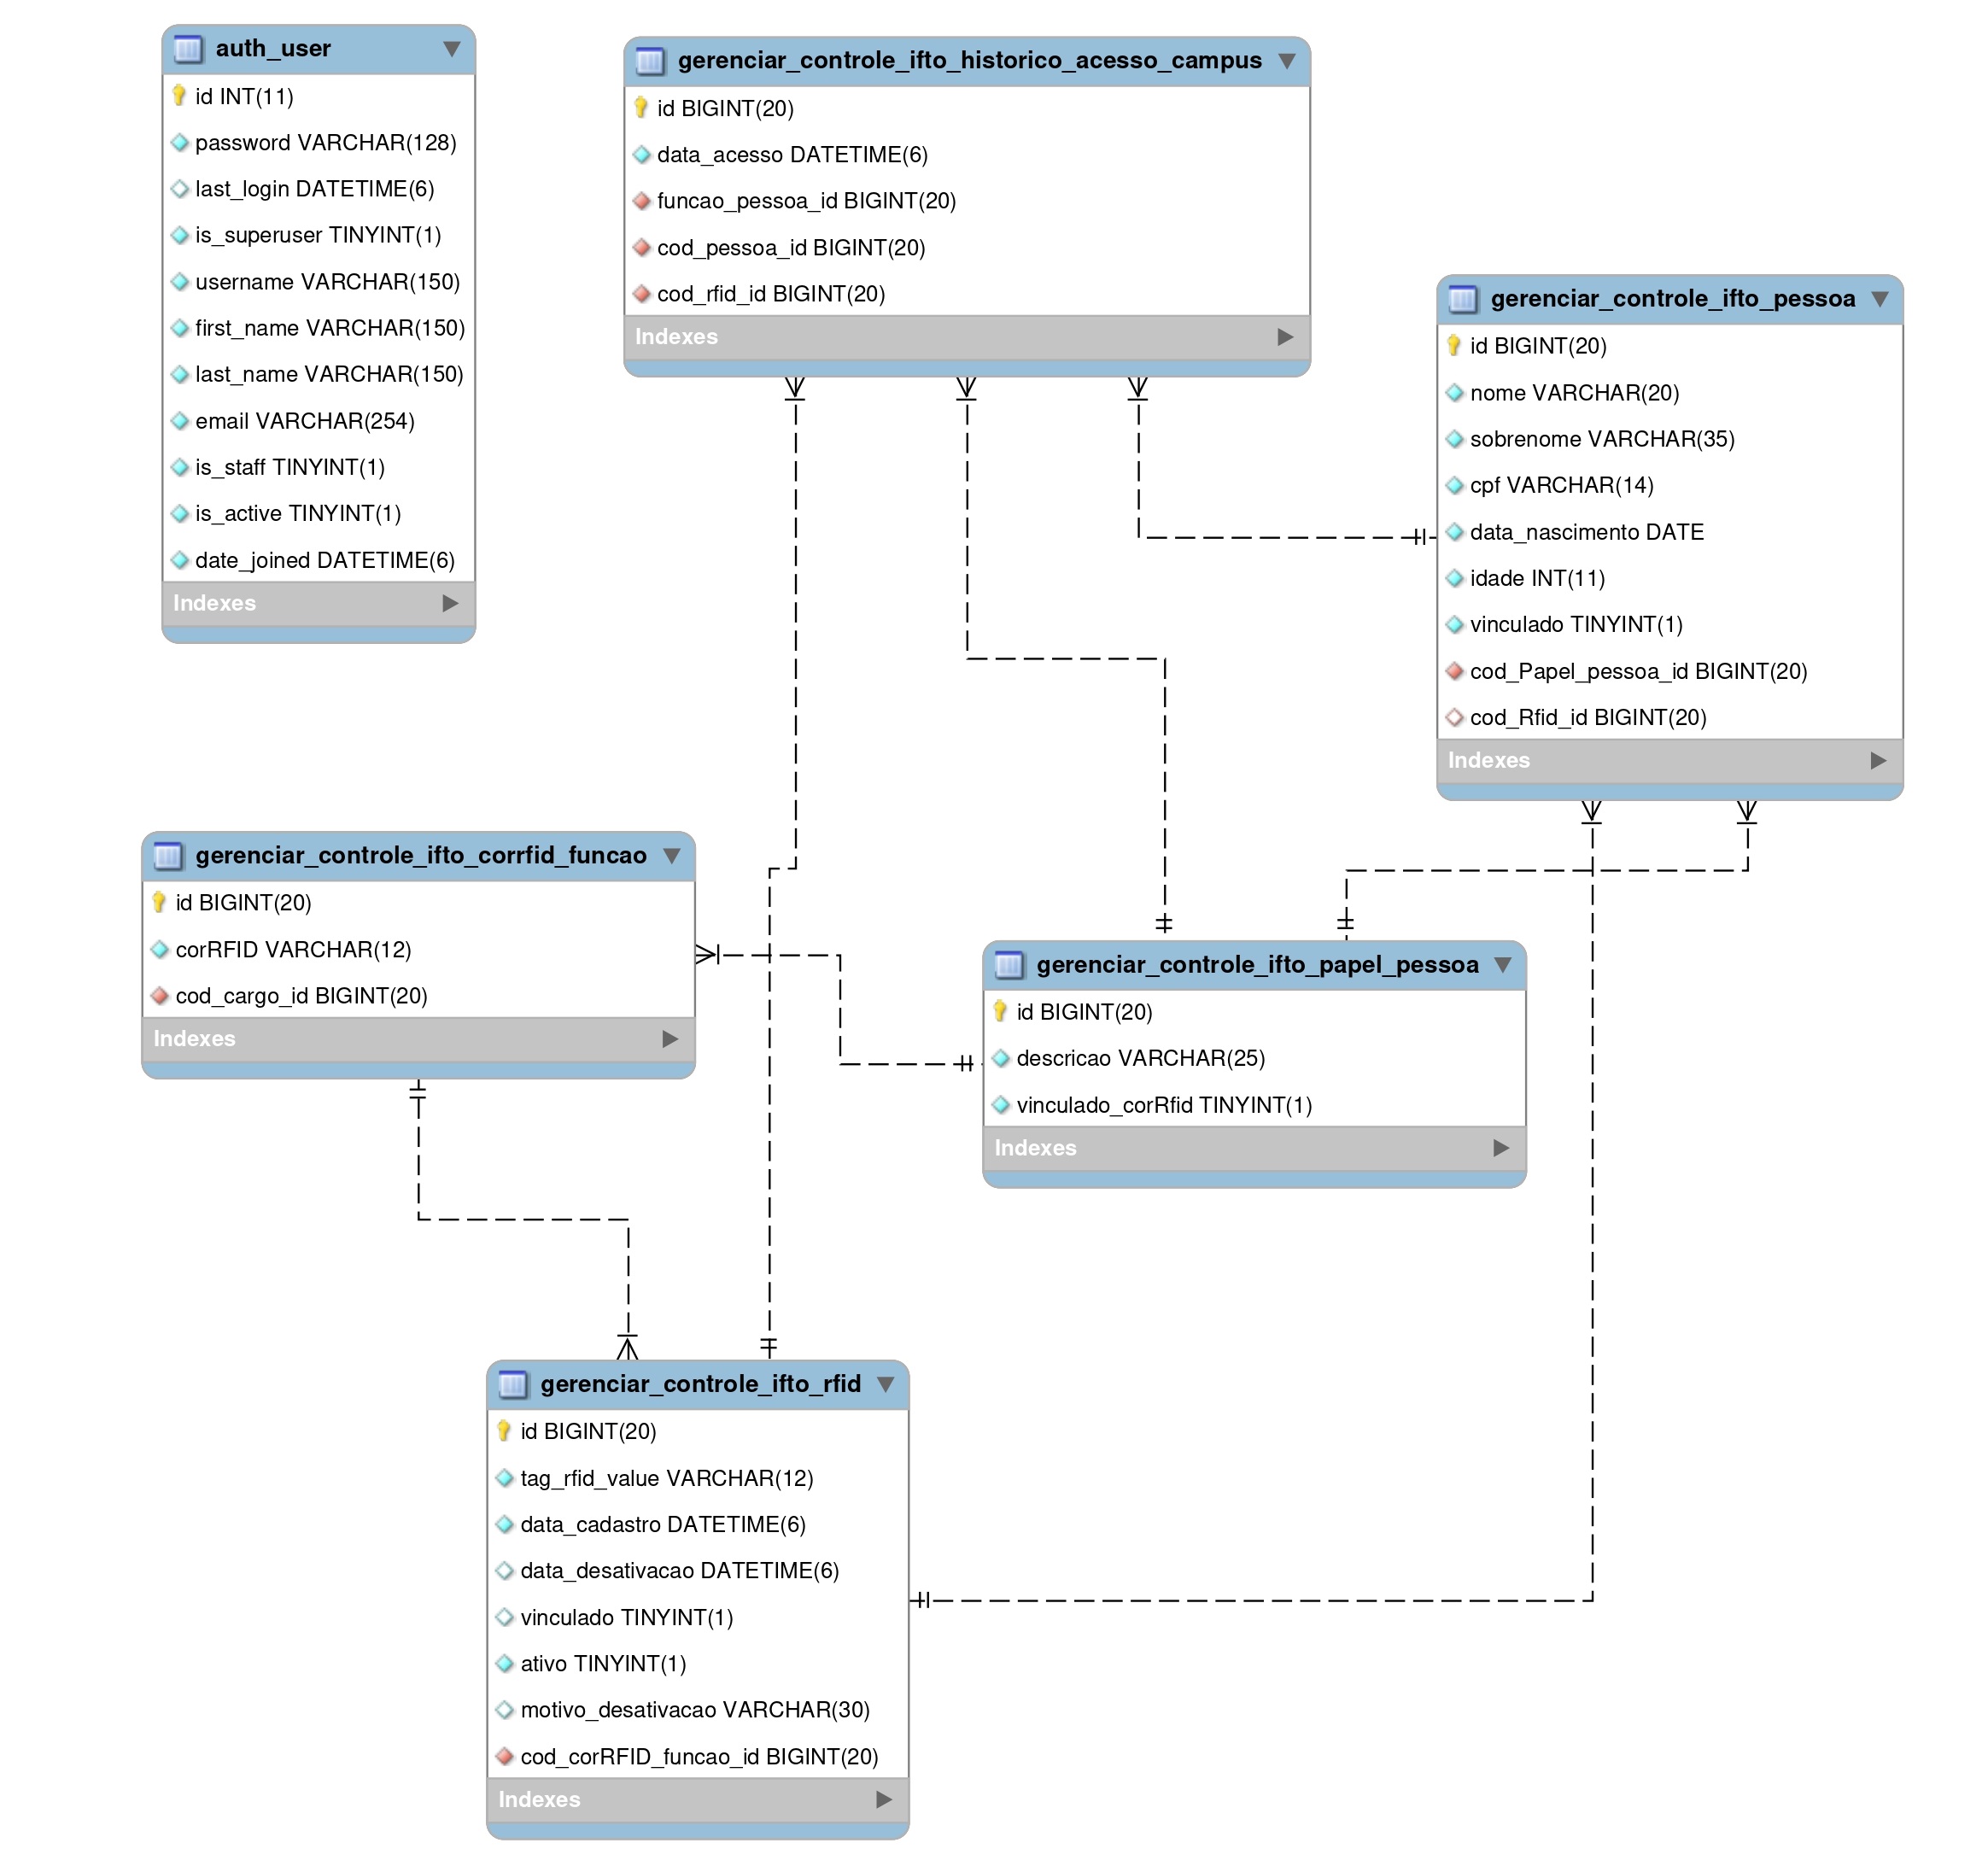 auth_user
id INT(11)
password VARCHAR(128)
last_login DATETIME(6)
is_superuser TINYINT(1)
username VARCHAR(150)
first_name VARCHAR(150)
last_name VARCHAR(150)
email VARCHAR(254)
is_staff TINYINT(1)
is_active TINYINT(1)
date_joined DATETIME(6)
Indexes
gerenciar_controle_ifto_historico_acesso_campus
id BIGINT(20)
data_acesso DATETIME(6)
funcao_pessoa_id BIGINT(20)
cod_pessoa_id BIGINT(20)
cod_rfid_id BIGINT(20)
Indexes
gerenciar_controle_ifto_pessoa
id BIGINT(20)
nome VARCHAR(20)
sobrenome VARCHAR(35)
cpf VARCHAR(14)
data_nascimento DATE
idade INT(11)
vinculado TINYINT(1)
cod_Papel_pessoa_id BIGINT(20)
cod_Rfid_id BIGINT(20)
Indexes
gerenciar_controle_ifto_corrfid_funcao
id BIGINT(20)
corRFID VARCHAR(12)
cod_cargo_id BIGINT(20)
Indexes
gerenciar_controle_ifto_papel_pessoa
id BIGINT(20)
descricao VARCHAR(25)
vinculado_corRfid TINYINT(1)
Indexes
gerenciar_controle_ifto_rfid
id BIGINT(20)
tag_rfid_value VARCHAR(12)
data_cadastro DATETIME(6)
data_desativacao DATETIME(6)
vinculado TINYINT(1)
ativo TINYINT(1)
motivo_desativacao VARCHAR(30)
cod_corRFID_funcao_id BIGINT(20)
Indexes